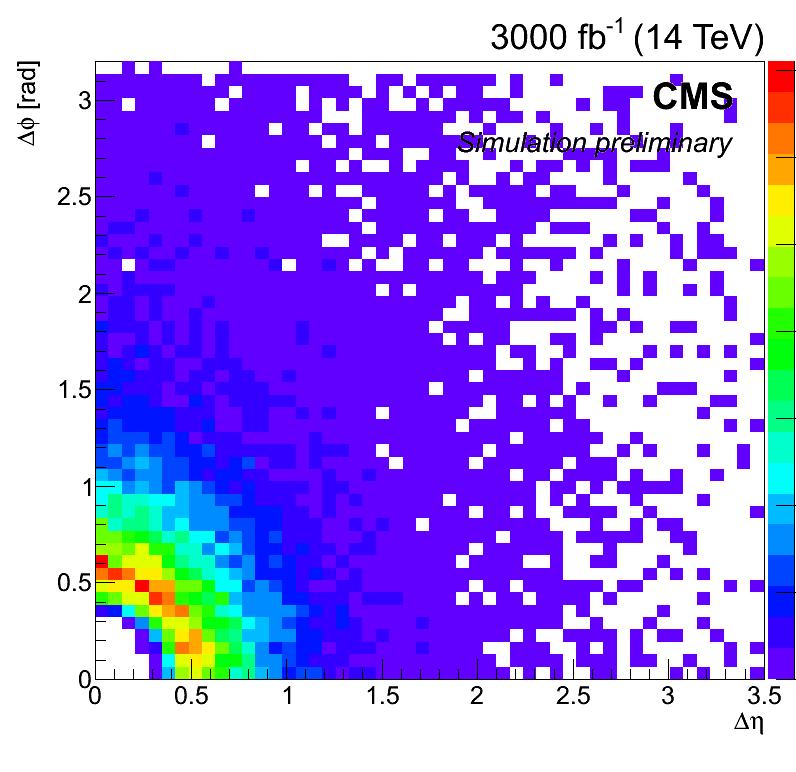 3000 fb-1 (14 TeV)
Δϕ [rad]
CMS
Simulation preliminary
3
2.5
2
1.5
1
0.5
0
0 0.5 1 1.5 2 2.5 3 3.5
Δη